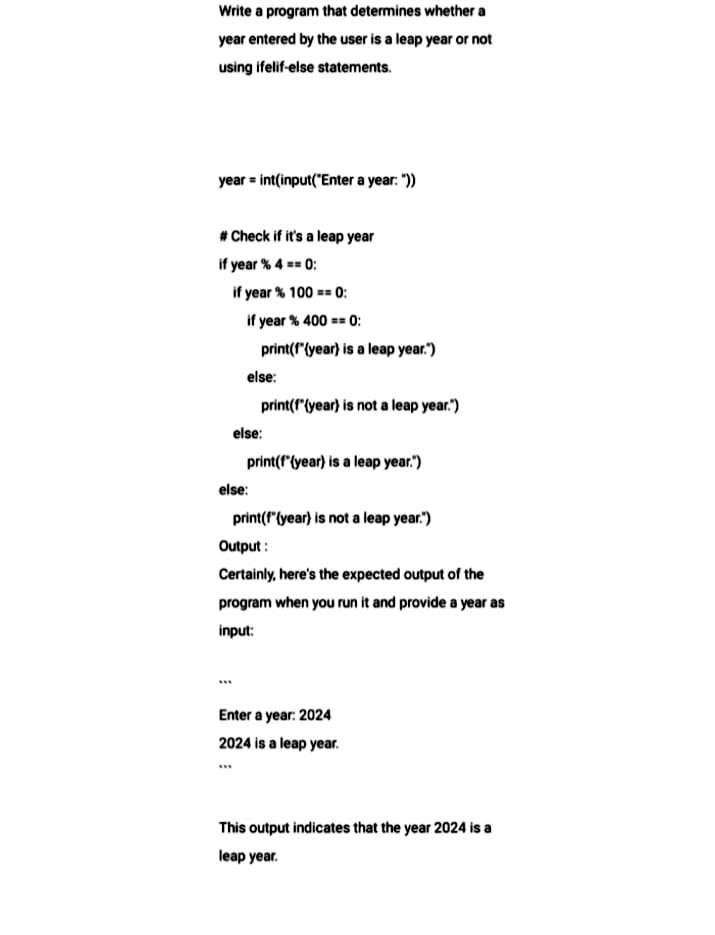 Write a program that determines whether a
year entered by the user is a leap year or not
using ifelif-else statements.
year = int(input("Enter a year: "))
# Check if it's a leap year
if year % 4 == 0:
if year % 100 == 0:
if year % 400 == 0:
print(f"{year} is a leap year.")
else:
print(f"{year} is not a leap year.")
else:
print(f"{year} is a leap year.")
else:
print(f"{year} is not a leap year.")
Output :
Certainly, here's the expected output of the
program when you run it and provide a year as
input:
```
Enter a year: 2024
2024 is a leap year.
```
This output indicates that the year 2024 is a
leap year.